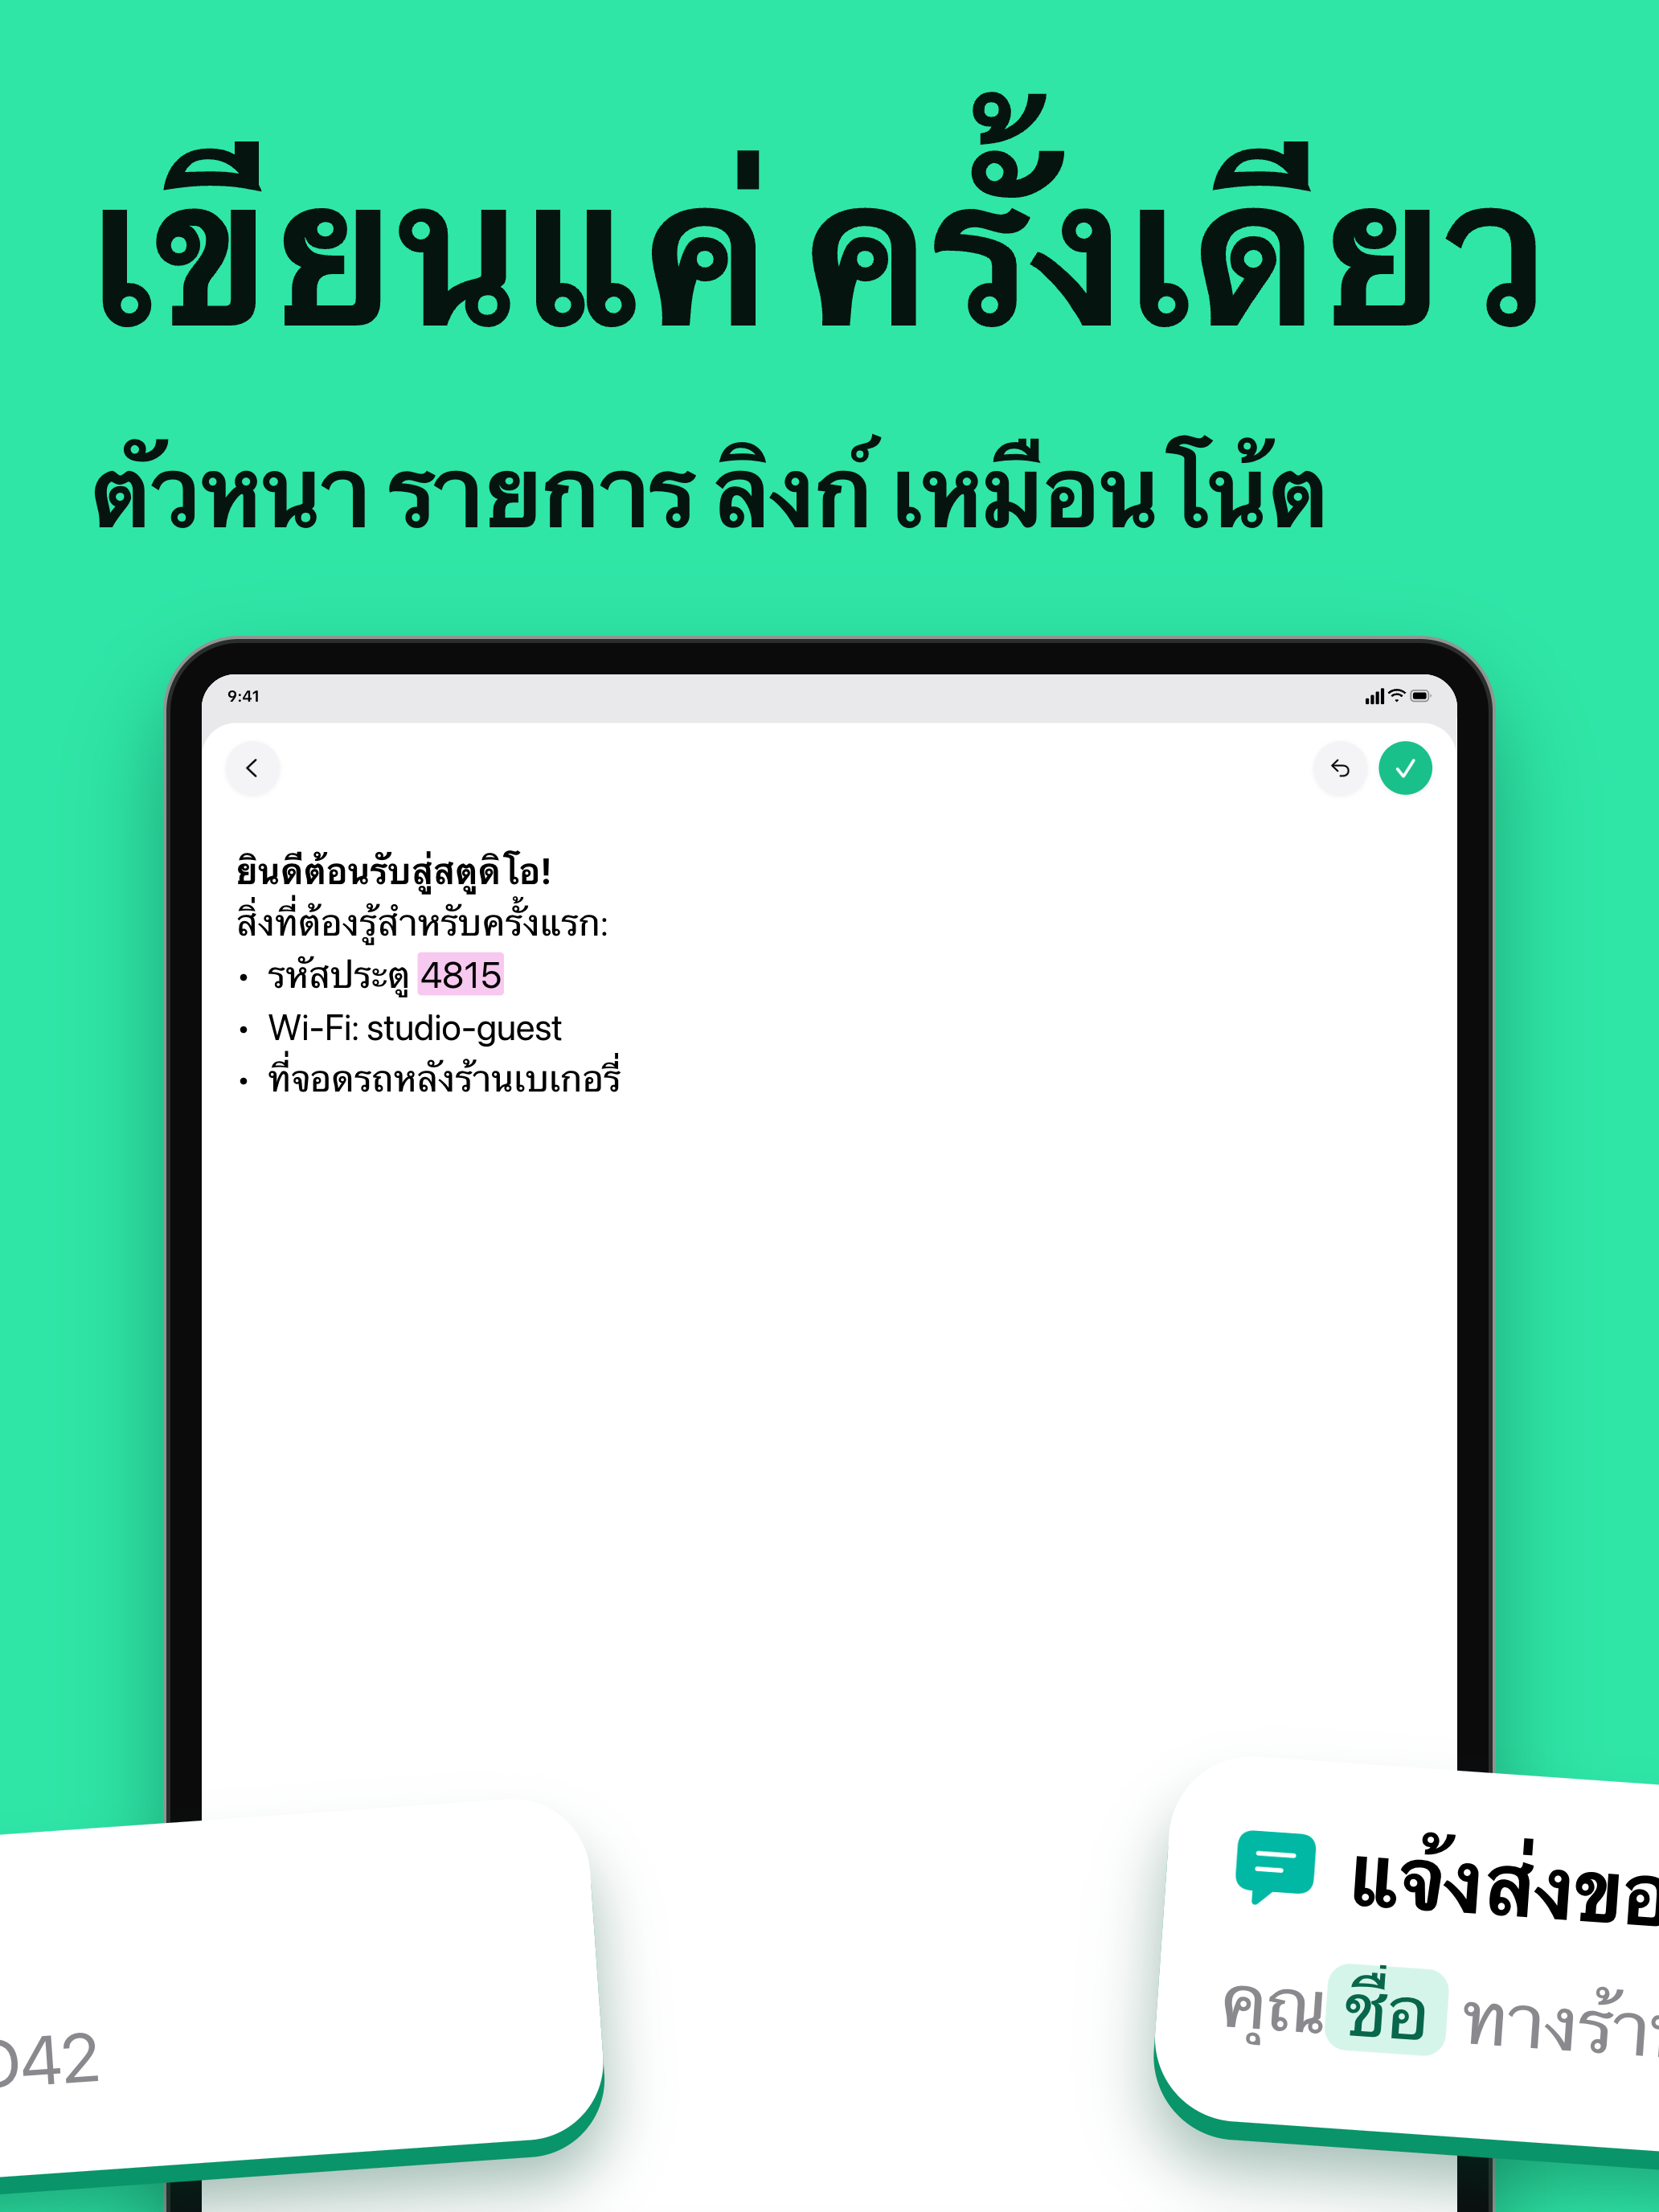 เขียนแค่ ครั้งเดียว
ตัวหนา รายการ ลิงก์ เหมือนโน้ต
9:41
ยินดีต้อนรับสู่สตูดิโอ!
สิ่งที่ต้องรู้สำหรับครั้งแรก:
• รหัสประตู 4815
• Wi-Fi: studio-guest
• ที่จอดรถหลังร้านเบเกอรี่
แจ้งส่งขอ
คุณ ชื่อ ทางร้า
042